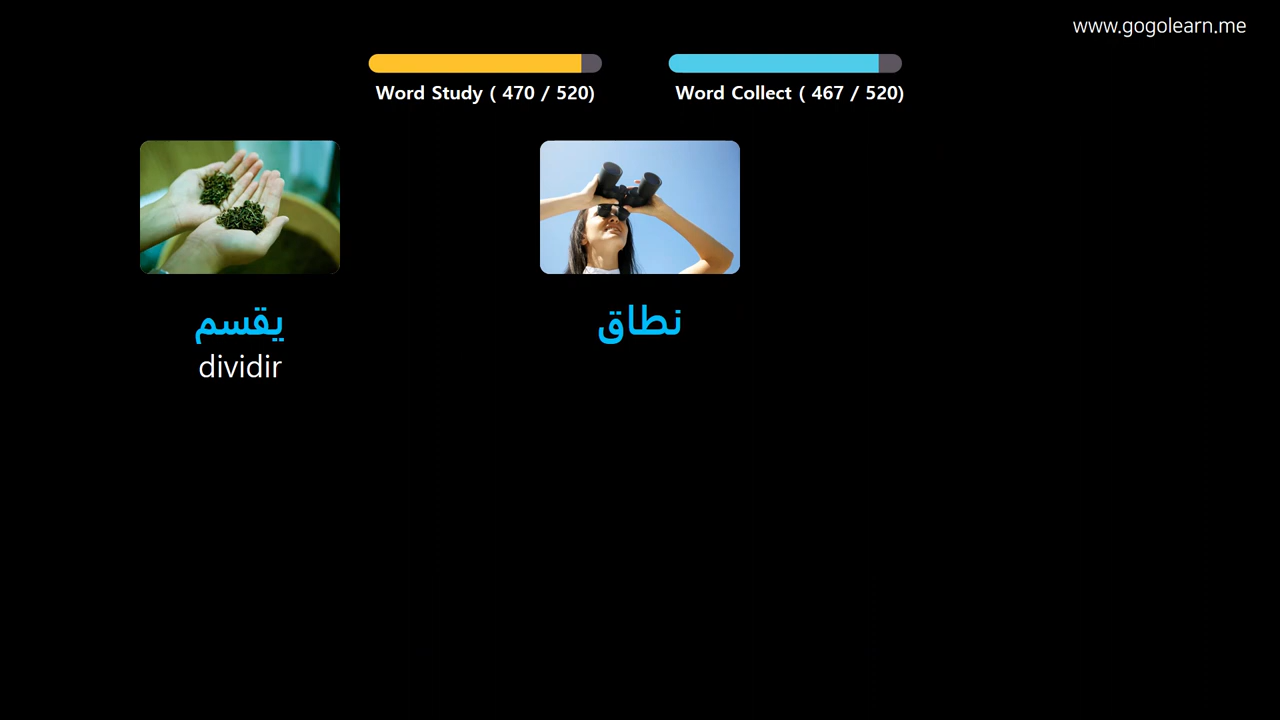 www.gogolearn.me
Word Study ( 470 / 520)
Word Collect ( 467 / 520)
يقسم
dividir
نطاق